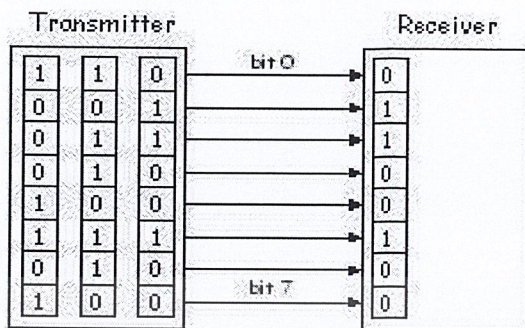 Transmitter Receiver
bit 0
1 1 0 0
0 0 1 1
0 1 1 1
0 1 0 0
1 0 0 0
1 1 1 1
0 1 0 0
bit 7
1 0 0 0